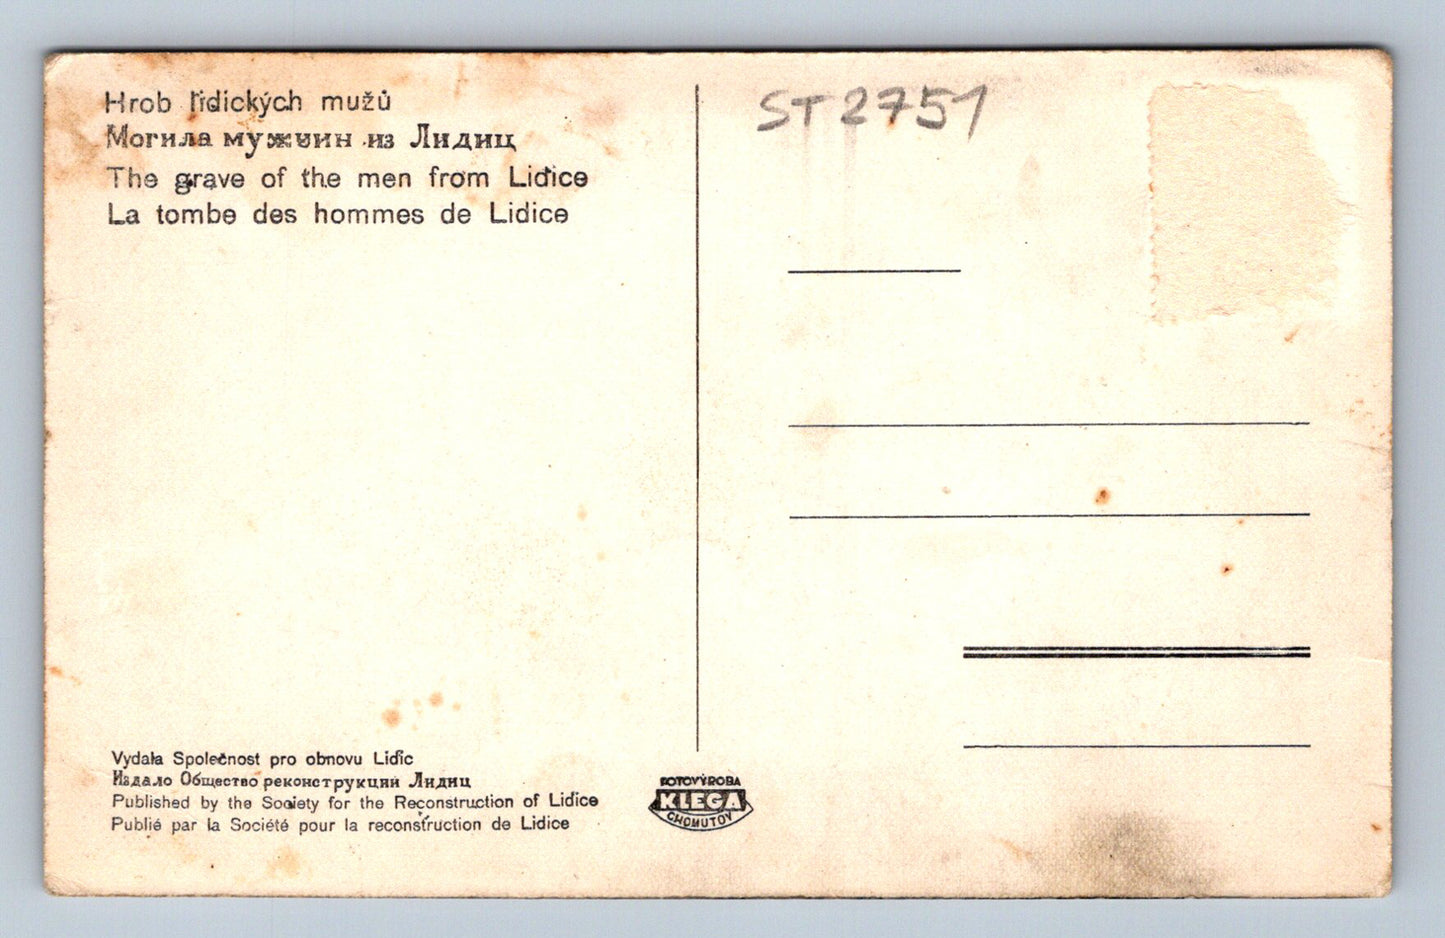 Hrob lidických mužů
Могила мужчин из Лидиц
The grave of the men from Lidice
La tombe des hommes de Lidice
ST2751
Vydala Společnost pro obnovu Lidic
Издало Общество реконструкции Лидиц
Published by the Society for the Reconstruction of Lidice
Publié par la Société pour la reconstruction de Lidice
FOTOVÝROBA
KLEGA
CHOMUTOV